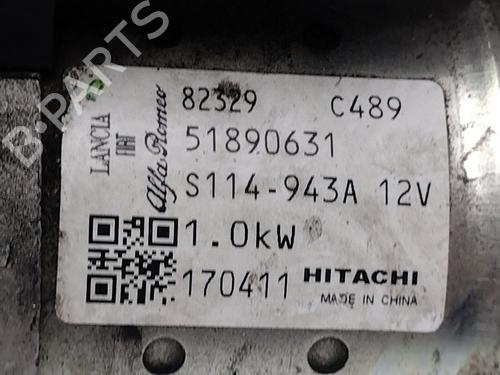 82329 C489
LANCIA
FIAT
Alfa Romeo
51890631
S114-943A 12V
1.0kW
170411 HITACHI
MADE IN CHINA
B-PARTS